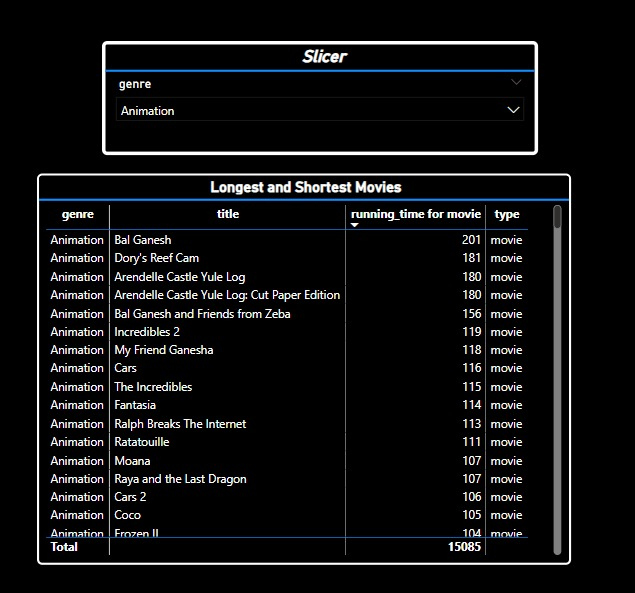 Slicer
genre
Animation
Longest and Shortest Movies
genre title running_time for movie type
Animation Bal Ganesh 201 movie
Animation Dory's Reef Cam 181 movie
Animation Arendelle Castle Yule Log 180 movie
Animation Arendelle Castle Yule Log: Cut Paper Edition 180 movie
Animation Bal Ganesh and Friends from Zeba 156 movie
Animation Incredibles 2 119 movie
Animation My Friend Ganesha 118 movie
Animation Cars 116 movie
Animation The Incredibles 115 movie
Animation Fantasia 114 movie
Animation Ralph Breaks The Internet 113 movie
Animation Ratatouille 111 movie
Animation Moana 107 movie
Animation Raya and the Last Dragon 107 movie
Animation Cars 2 106 movie
Animation Coco 105 movie
Animation Frozen II 104 movie
Total 15085